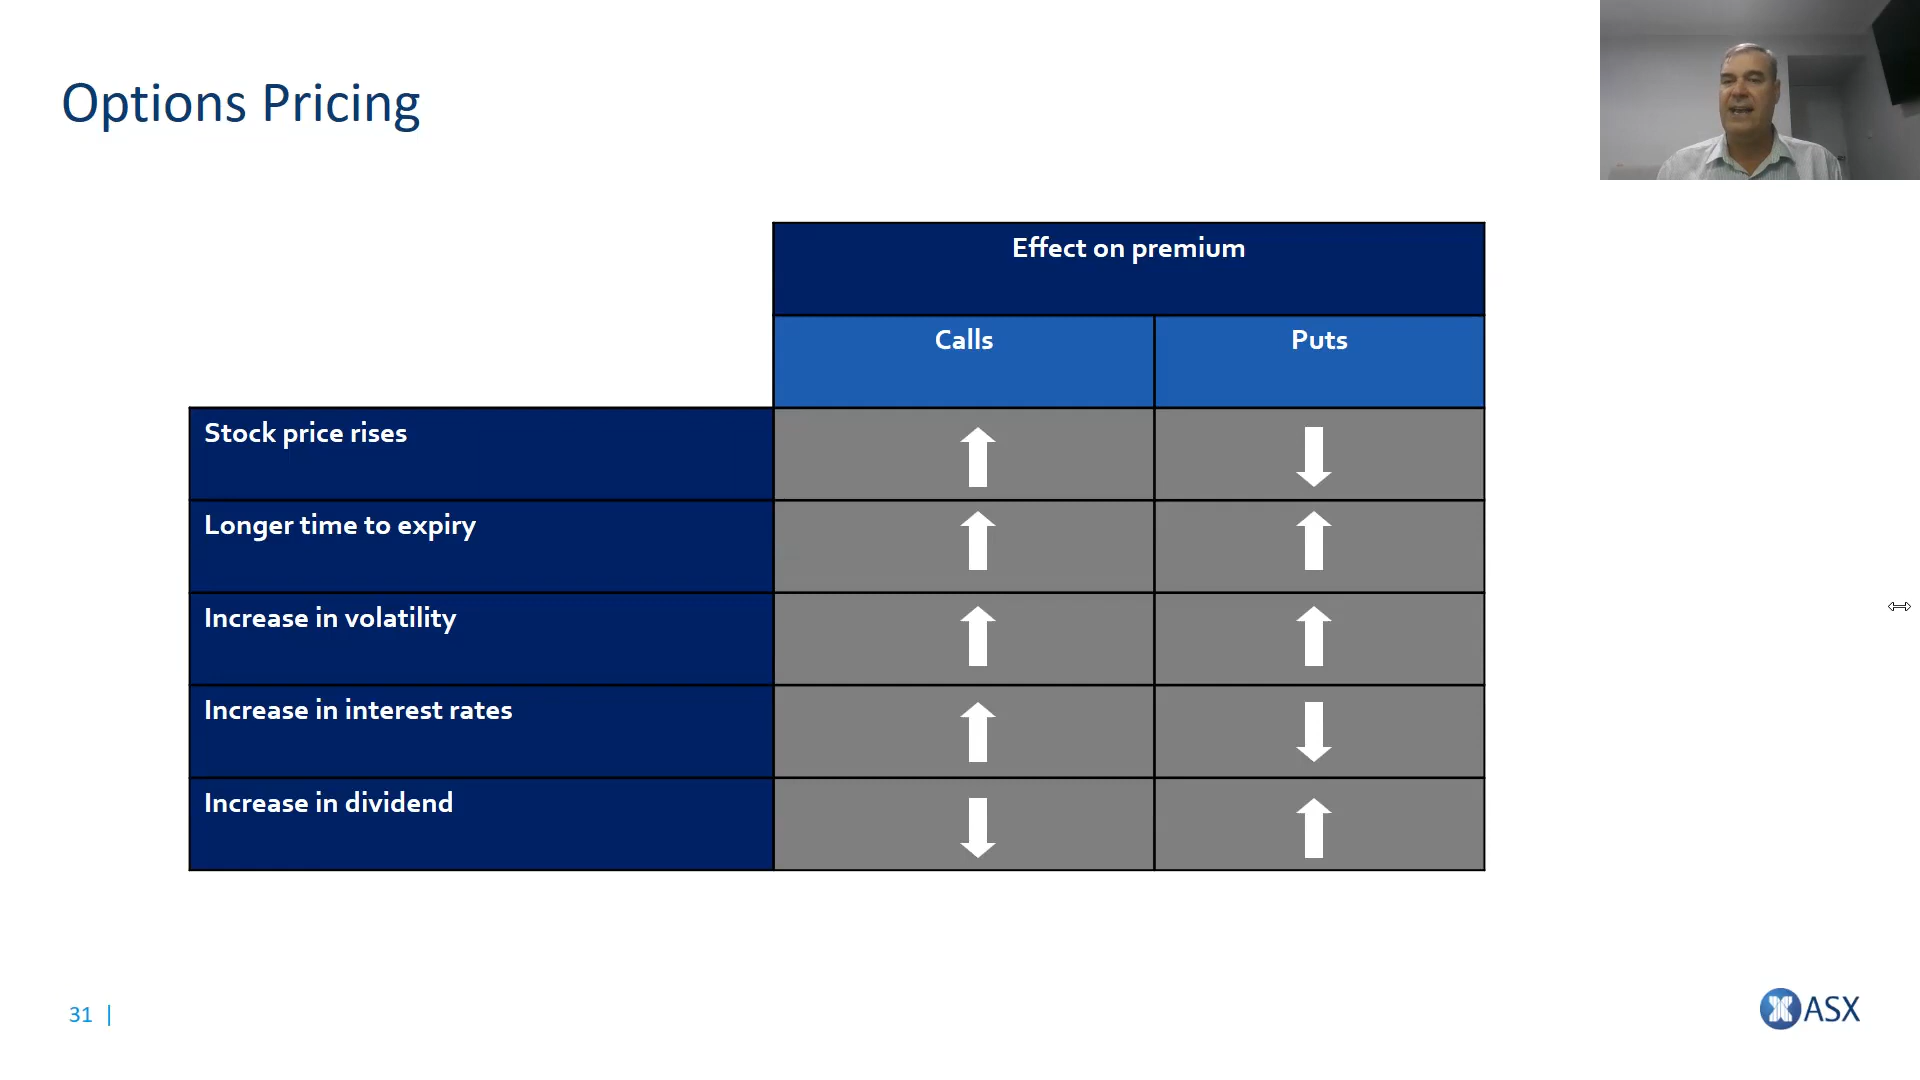 Options Pricing
Effect on premium
Calls
Puts
Stock price rises
Longer time to expiry
Increase in volatility
Increase in interest rates
Increase in dividend
31 |
ASX